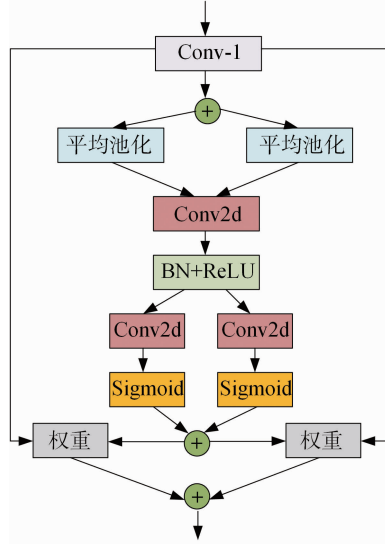 Conv-1
+
平均池化 平均池化
Conv2d
BN+ReLU
Conv2d Conv2d
Sigmoid Sigmoid
权重 + 权重
+